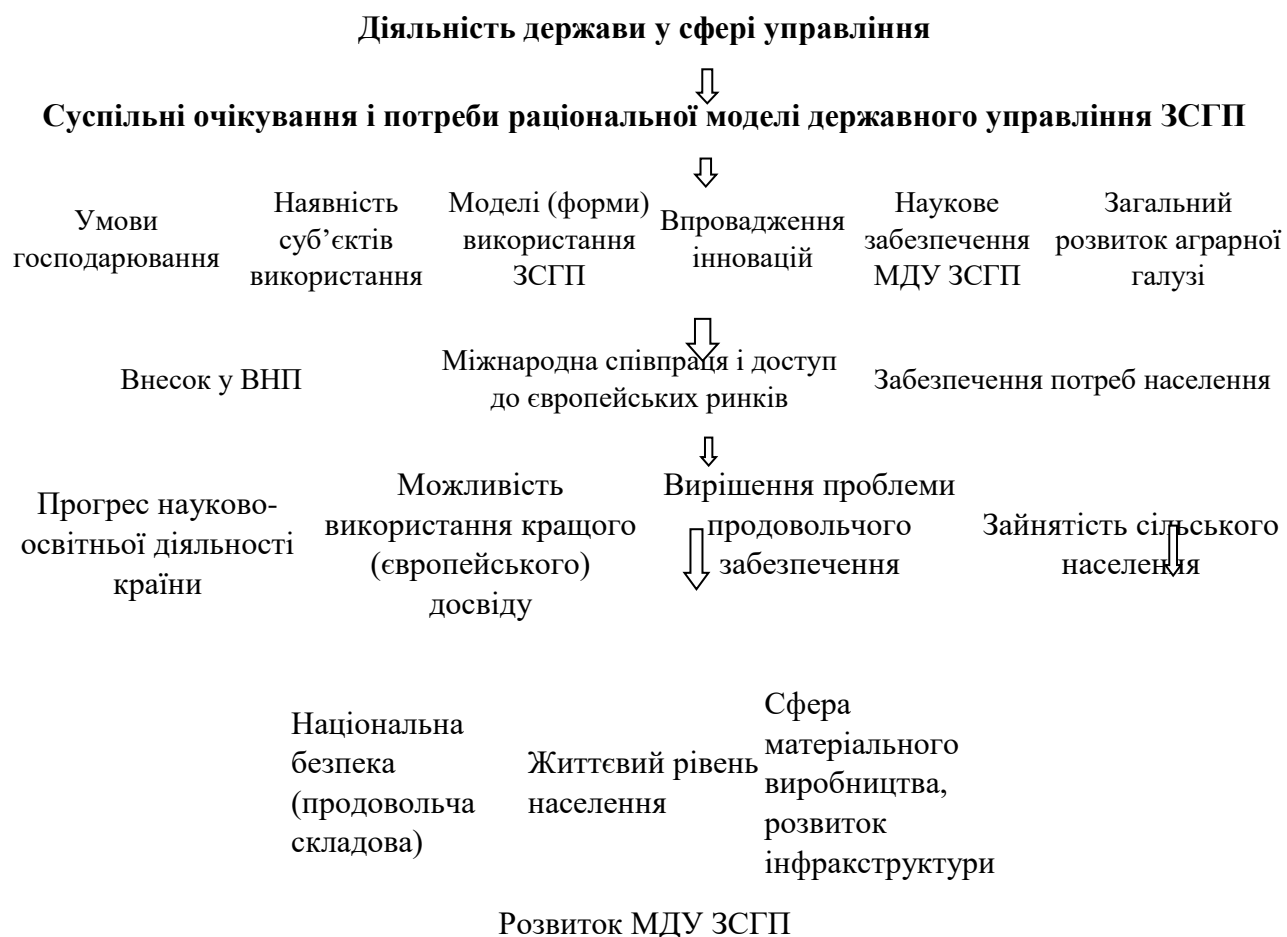 Діяльність держави у сфері управління
Суспільні очікування і потреби раціональної моделі державного управління ЗСГП
Умови
господарювання
Наявність
суб’єктів
використання
Моделі (форми)
використання
ЗСГП
Впровадження
інновацій
Наукове
забезпечення
МДУ ЗСГП
Загальний
розвиток аграрної
галузі
Внесок у ВНП
Міжнародна співпраця і доступ
до європейських ринків
Забезпечення потреб населення
Прогрес науково-
освітньої діяльності
країни
Можливість
використання кращого
(європейського)
досвіду
Вирішення проблеми
продовольчого
забезпечення
Зайнятість сільського
населення
Національна
безпека
(продовольча
складова)
Життєвий рівень
населення
Сфера
матеріального
виробництва,
розвиток
інфракструктури
Розвиток МДУ ЗСГП